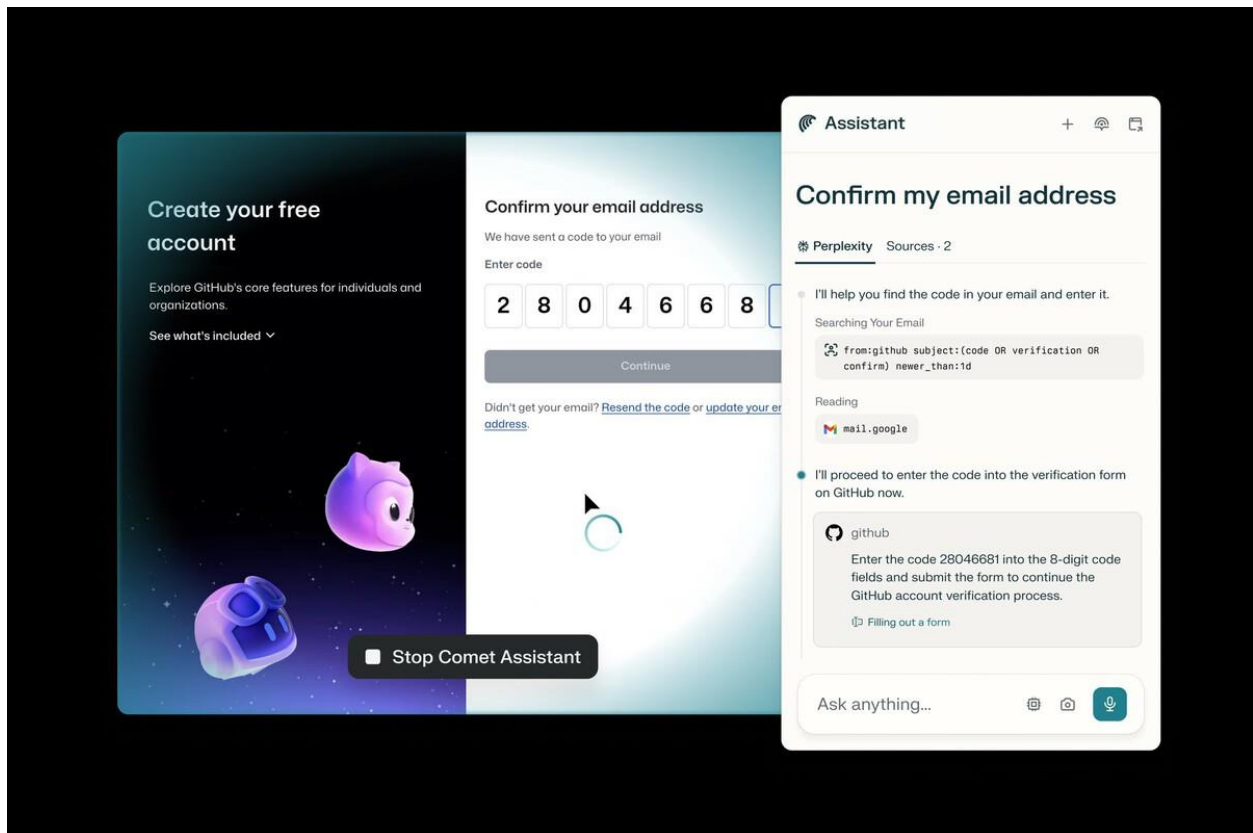 Create your free
account
Explore GitHub's core features for individuals and
organizations.
See what's included
Confirm your email address
We have sent a code to your email
Enter code
2 8 0 4 6 6 8
Continue
Didn't get your email? Resend the code or update your
address.
Stop Comet Assistant
Assistant
Confirm my email address
Perplexity Sources · 2
I'll help you find the code in your email and enter it.
Searching Your Email
from:github subject:(code OR verification OR
confirm) newer_than:1d
Reading
mail.google
I'll proceed to enter the code into the verification form
on GitHub now.
github
Enter the code 28046681 into the 8-digit code
fields and submit the form to continue the
GitHub account verification process.
Filling out a form
Ask anything...